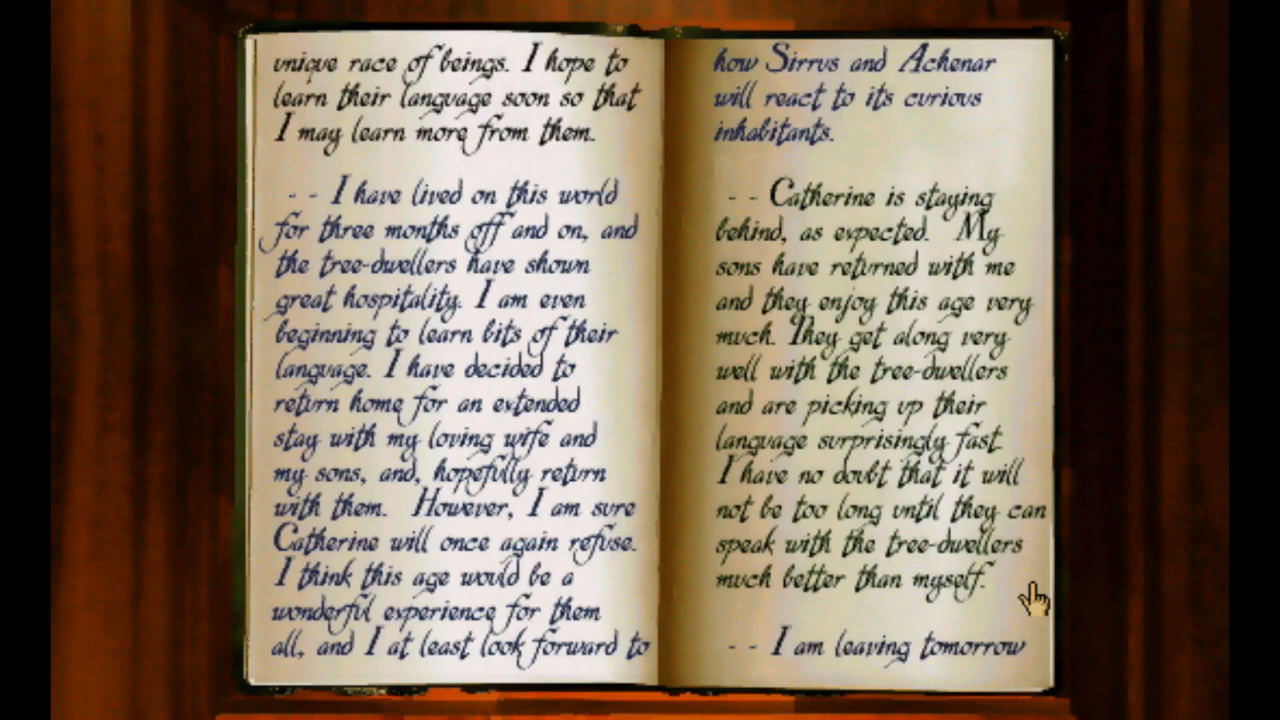 unique race of beings. I hope to
learn their language soon so that
I may learn more from them.
- - I have lived on this world
for three months off and on, and
the tree-dwellers have shown
great hospitality. I am even
beginning to learn bits of their
language. I have decided to
return home for an extended
stay with my loving wife and
my sons, and, hopefully return
with them. However, I am sure
Catherine will once again refuse.
I think this age would be a
wonderful experience for them
all, and I at least look forward to
how Sirrus and Achenar
will react to its curious
inhabitants.
- - Catherine is staying
behind, as expected. My
sons have returned with me
and they enjoy this age very
much. They get along very
well with the tree-dwellers
and are picking up their
language surprisingly fast
I have no doubt that it will
not be too long until they can
speak with the tree-dwellers
much better than myself.
- - I am leaving tomorrow